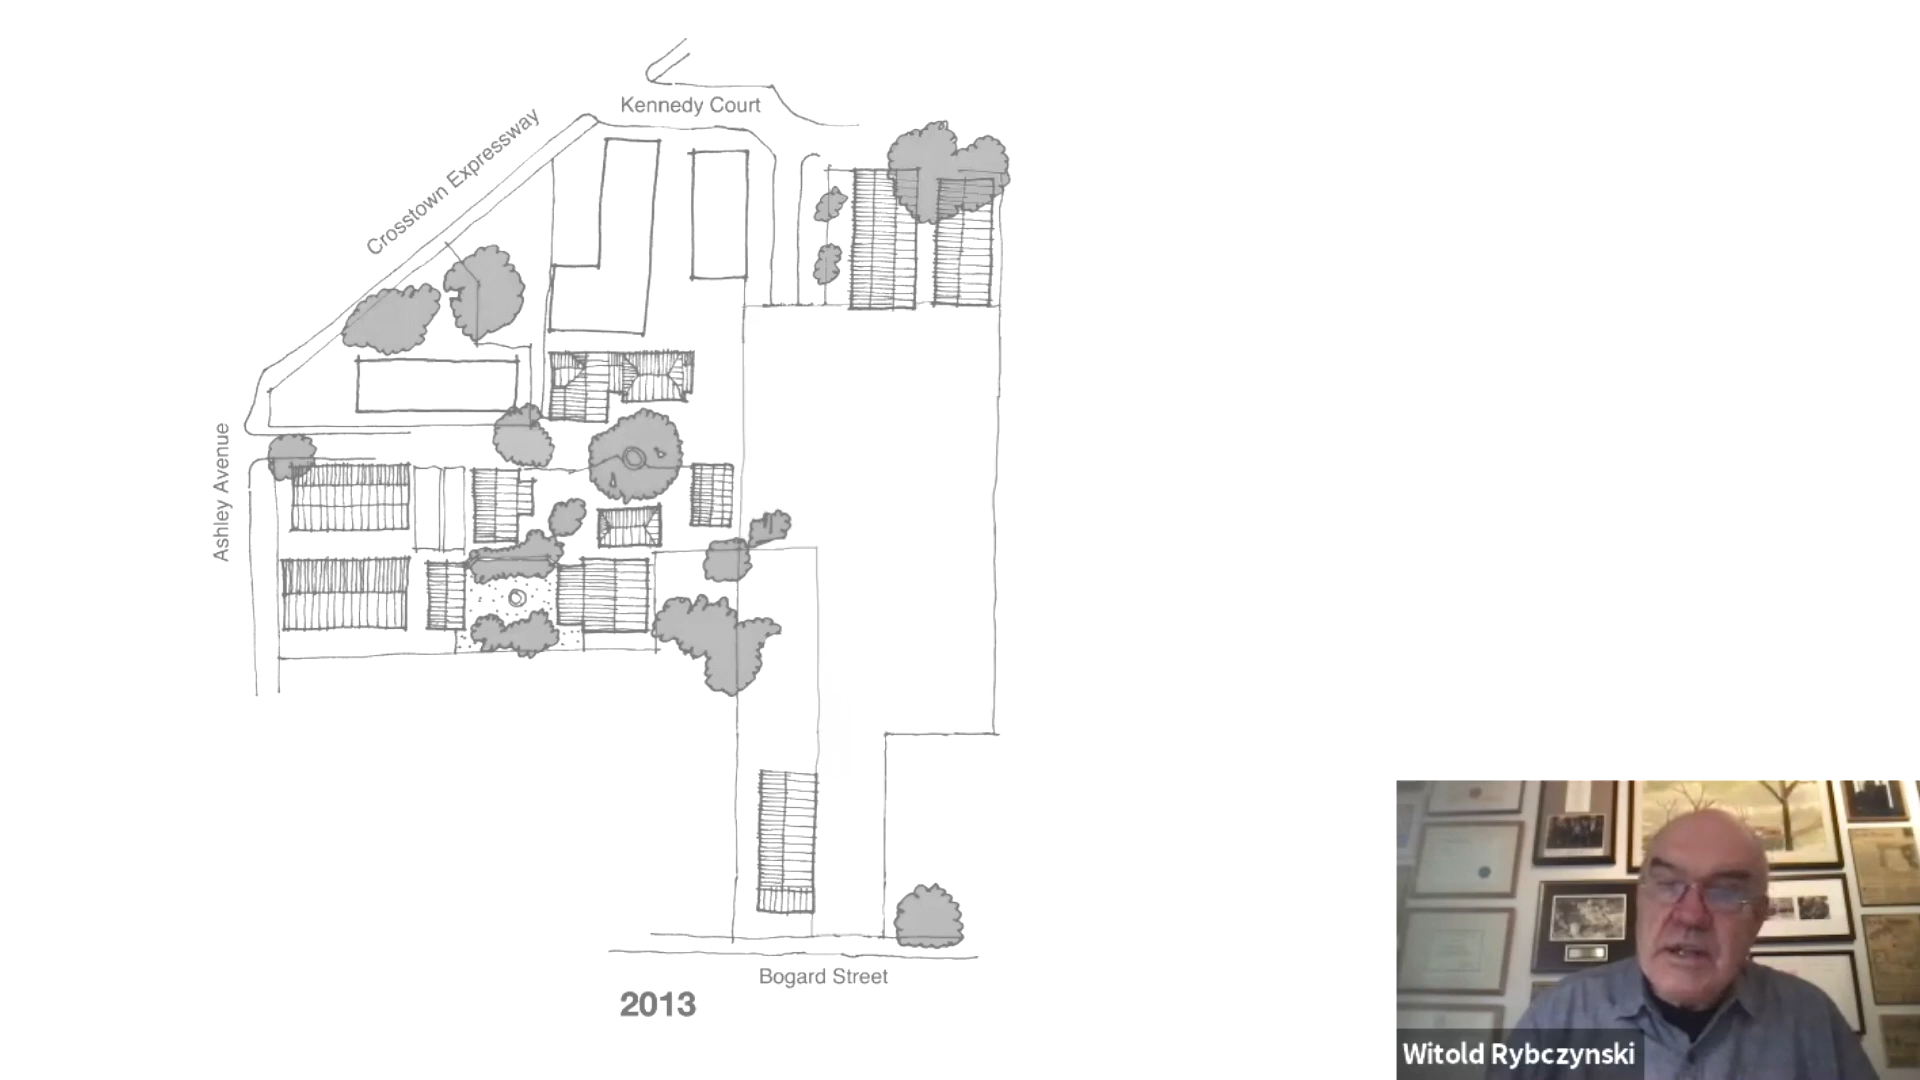 Kennedy Court
Crosstown Expressway
Ashley Avenue
Bogard Street
2013
Witold Rybczynski